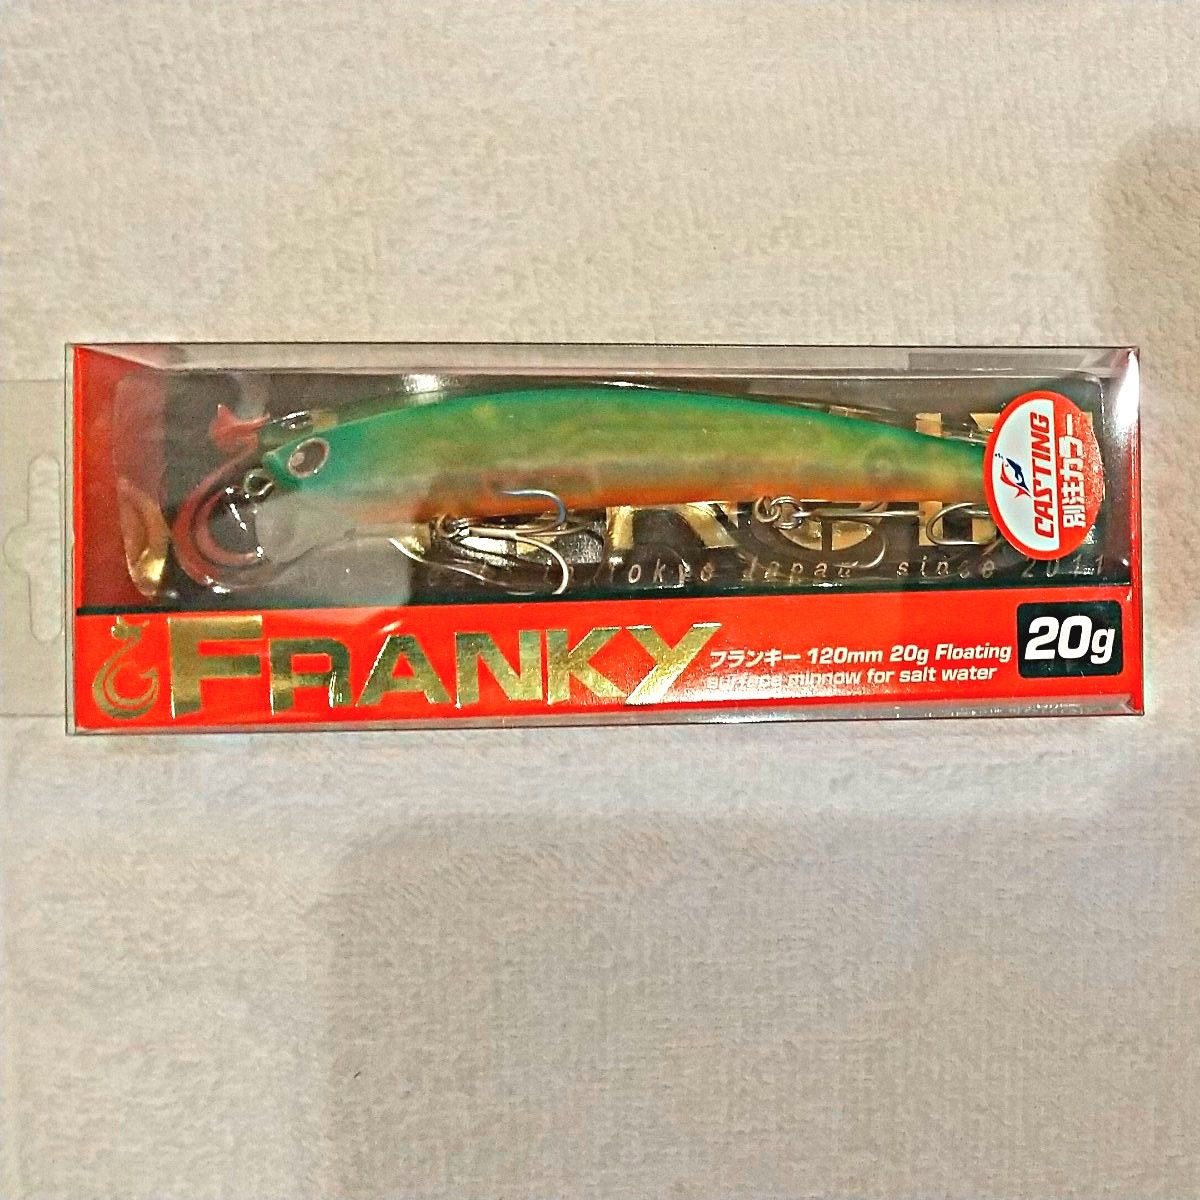 CASTING
別注カラー
Tokyo Japan since 2011
FRANKY
フランキー 120mm 20g Floating
surface minnow for salt water
20g